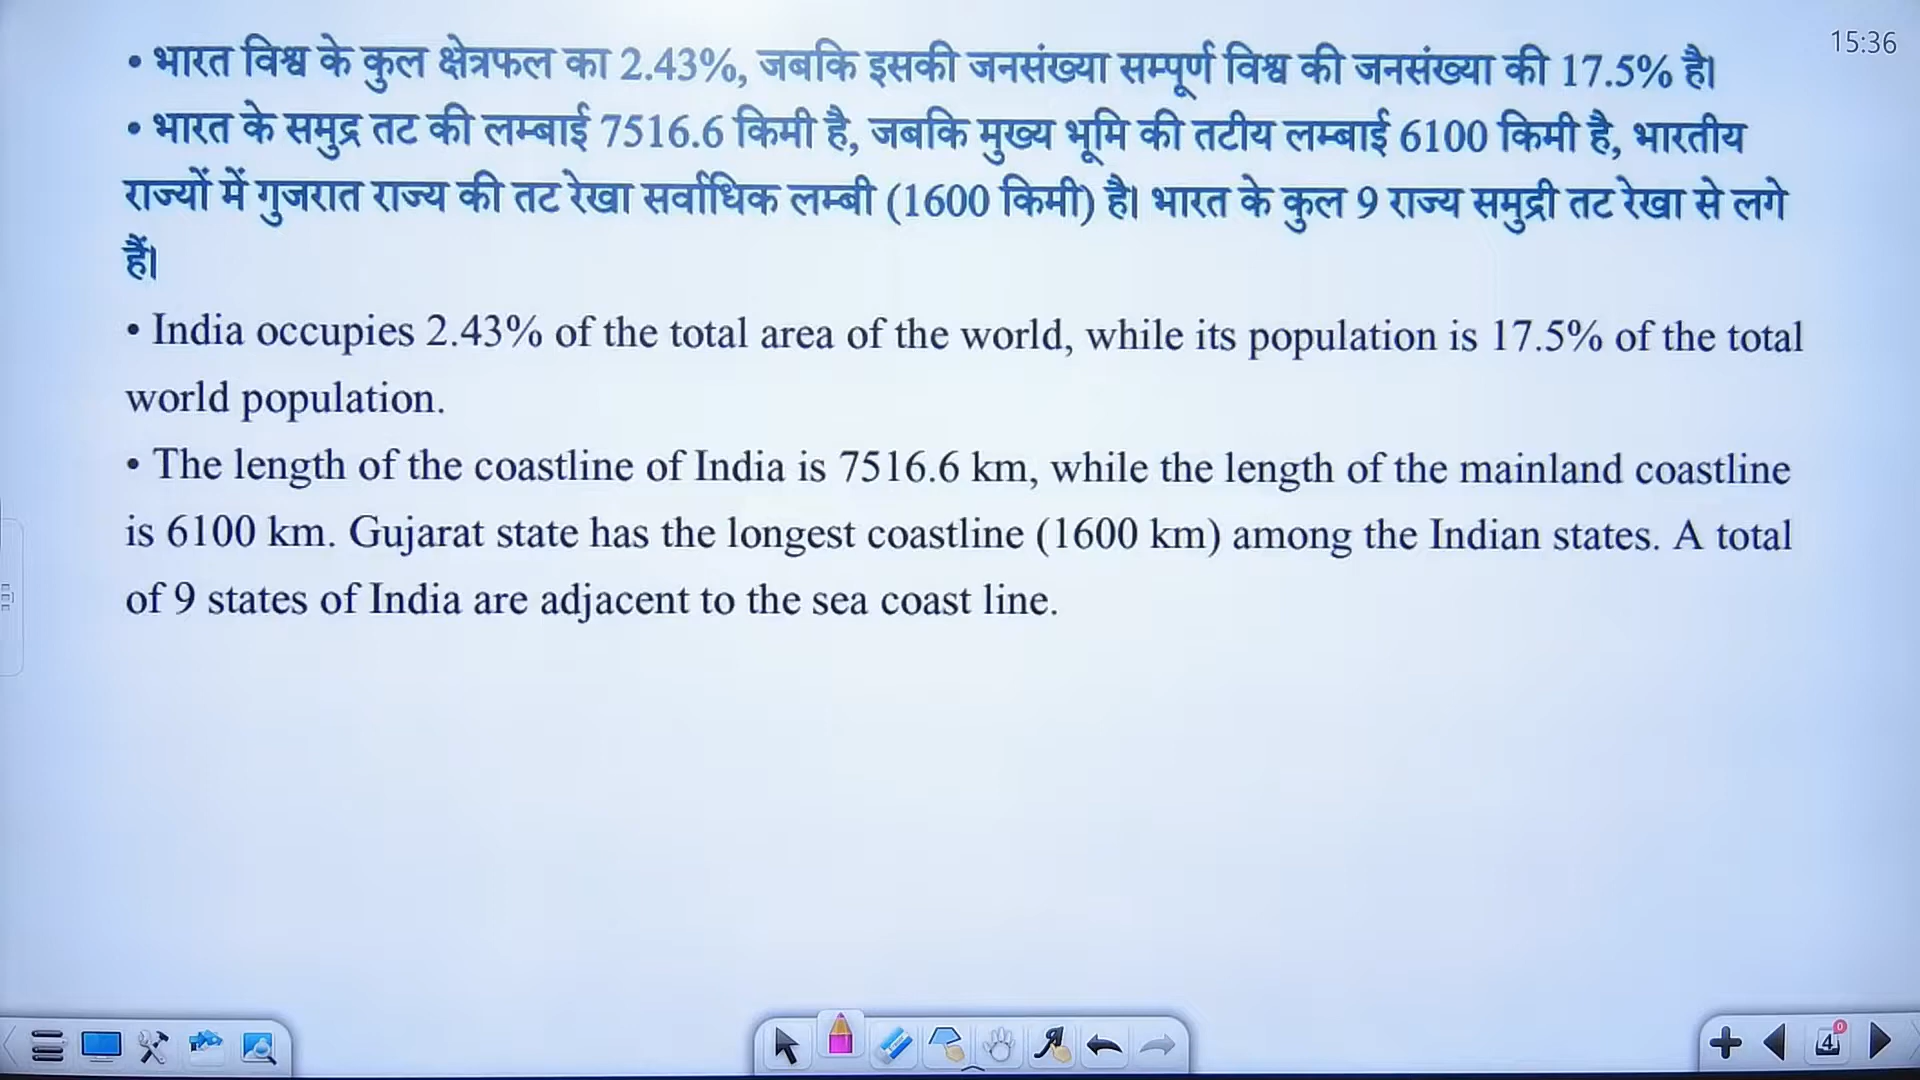 15:36
• भारत विश्व के कुल क्षेत्रफल का 2.43%, जबकि इसकी जनसंख्या सम्पूर्ण विश्व की जनसंख्या की 17.5% है।
• भारत के समुद्र तट की लम्बाई 7516.6 किमी है, जबकि मुख्य भूमि की तटीय लम्बाई 6100 किमी है, भारतीय
राज्यों में गुजरात राज्य की तट रेखा सर्वाधिक लम्बी (1600 किमी) है। भारत के कुल 9 राज्य समुद्री तट रेखा से लगे
हैं।
• India occupies 2.43% of the total area of the world, while its population is 17.5% of the total
world population.
• The length of the coastline of India is 7516.6 km, while the length of the mainland coastline
is 6100 km. Gujarat state has the longest coastline (1600 km) among the Indian states. A total
of 9 states of India are adjacent to the sea coast line.
4
0